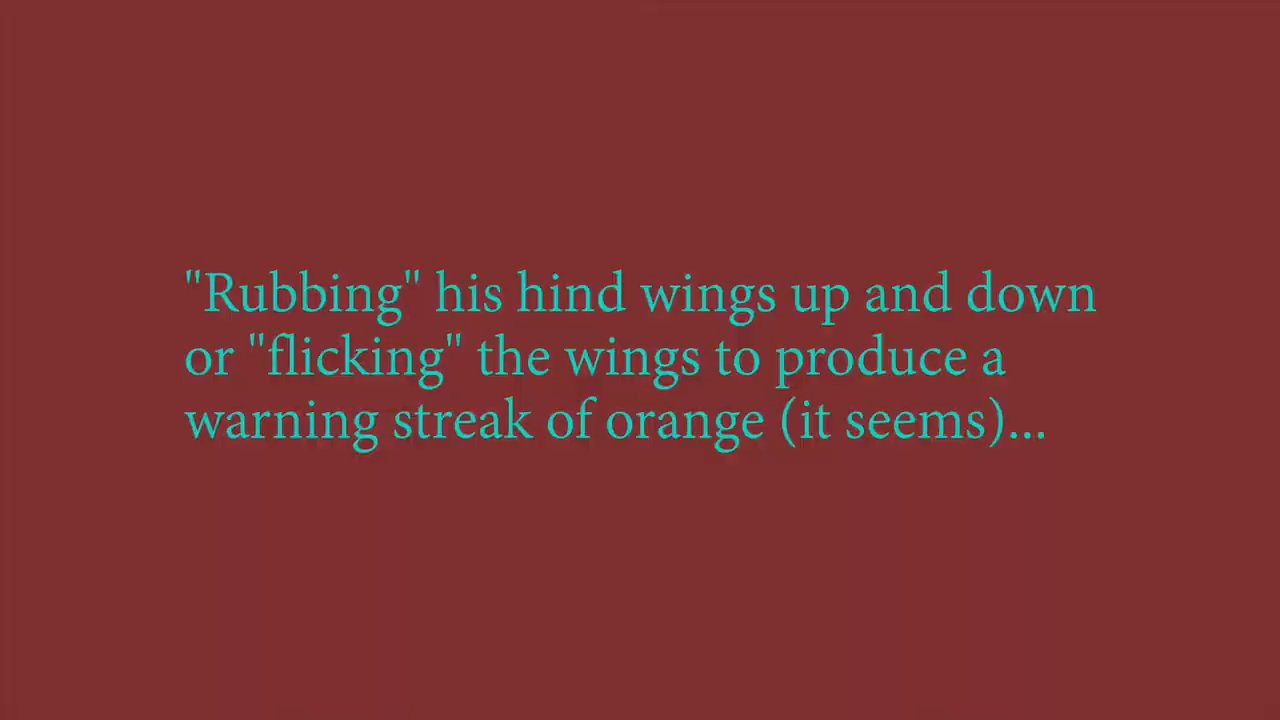 "Rubbing" his hind wings up and down
or "flicking" the wings to produce a
warning streak of orange (it seems)...